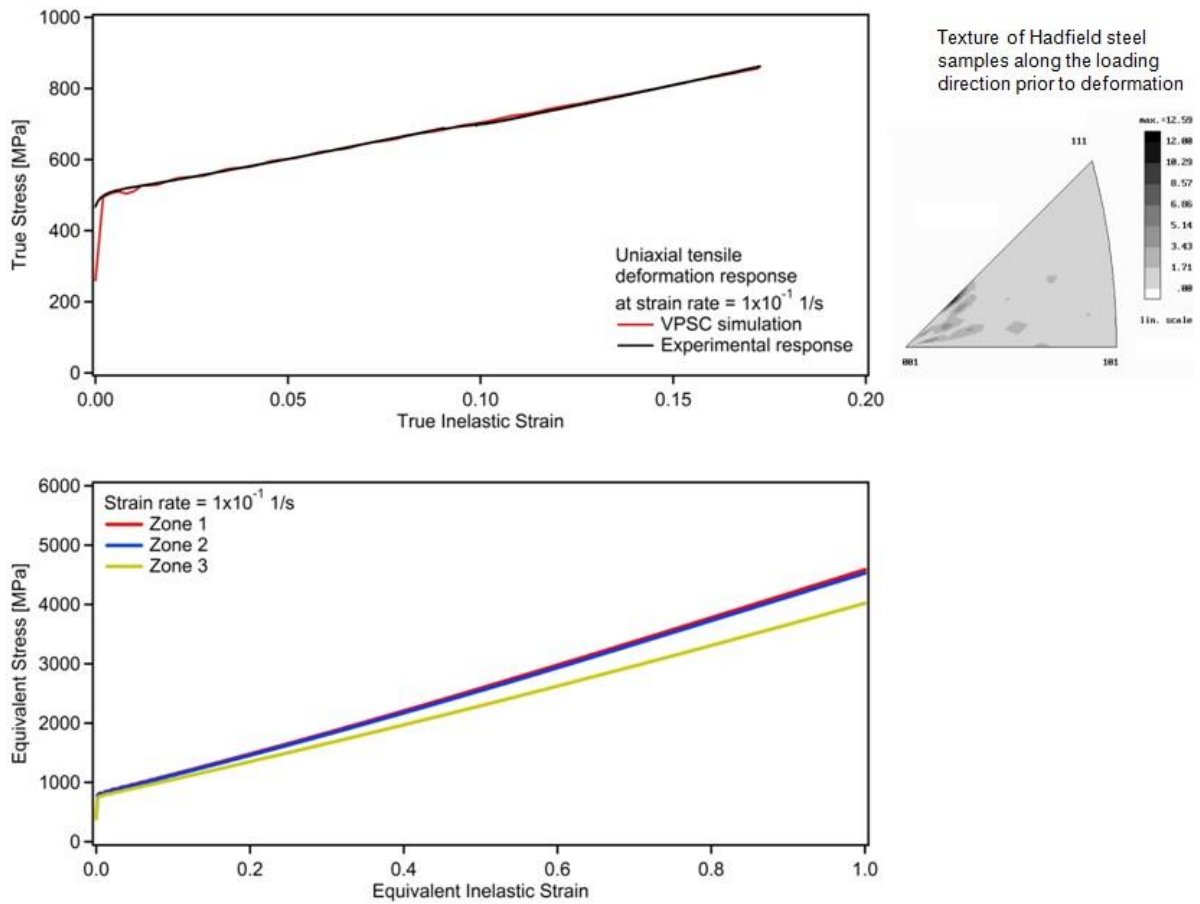 1000
800
600
400
200
0
True Stress [MPa]
Uniaxial tensile
deformation response
at strain rate = 1x10⁻¹ 1/s
VPSC simulation
Experimental response
0.00 0.05 0.10 0.15 0.20
True Inelastic Strain
Texture of Hadfield steel
samples along the loading
direction prior to deformation
max.=12.59
12.00
10.29
8.57
6.86
5.14
3.43
1.71
.00
lin. scale
111
001 101
6000
5000
4000
3000
2000
1000
0
Equivalent Stress [MPa]
Strain rate = 1x10⁻¹ 1/s
Zone 1
Zone 2
Zone 3
0.0 0.2 0.4 0.6 0.8 1.0
Equivalent Inelastic Strain